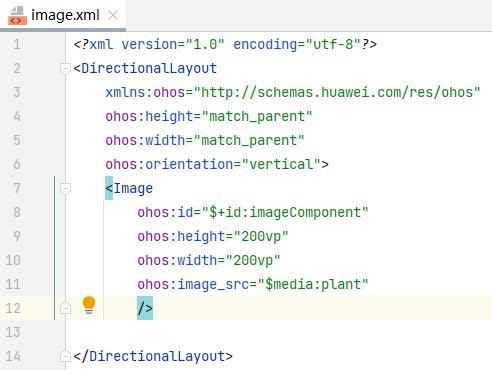 image.xml
1 <?xml version="1.0" encoding="utf-8"?>
2 <DirectionalLayout
3 xmlns:ohos="http://schemas.huawei.com/res/ohos"
4 ohos:height="match_parent"
5 ohos:width="match_parent"
6 ohos:orientation="vertical">
7 <Image
8 ohos:id="$+id:imageComponent"
9 ohos:height="200vp"
10 ohos:width="200vp"
11 ohos:image_src="$media:plant"
12 />
13
14 </DirectionalLayout>